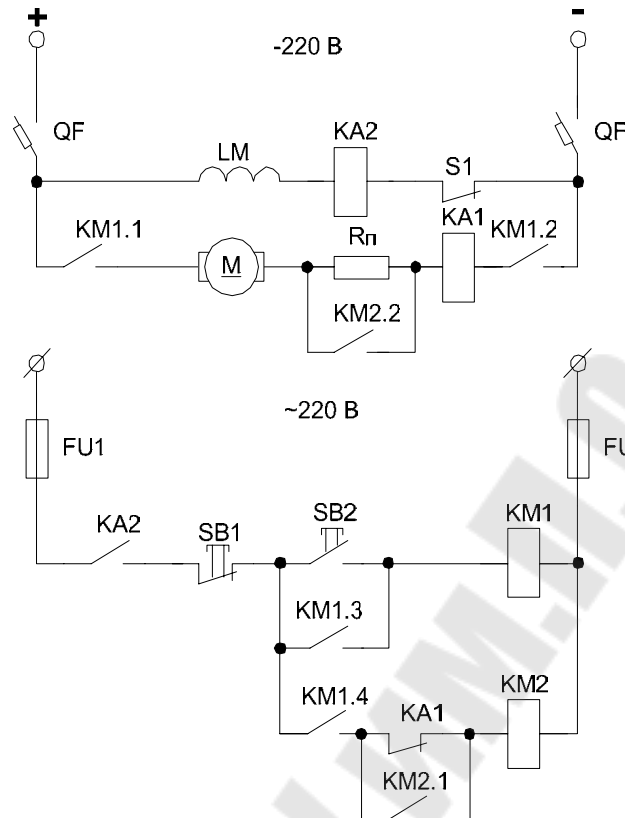 + -
-220 В
QF QF
LM KA2 S1
KM1.1 M Rп KA1 KM1.2
KM2.2
~220 В
FU1 FU
KA2 SB1 SB2 KM1
KM1.3
KM1.4 KA1 KM2
KM2.1